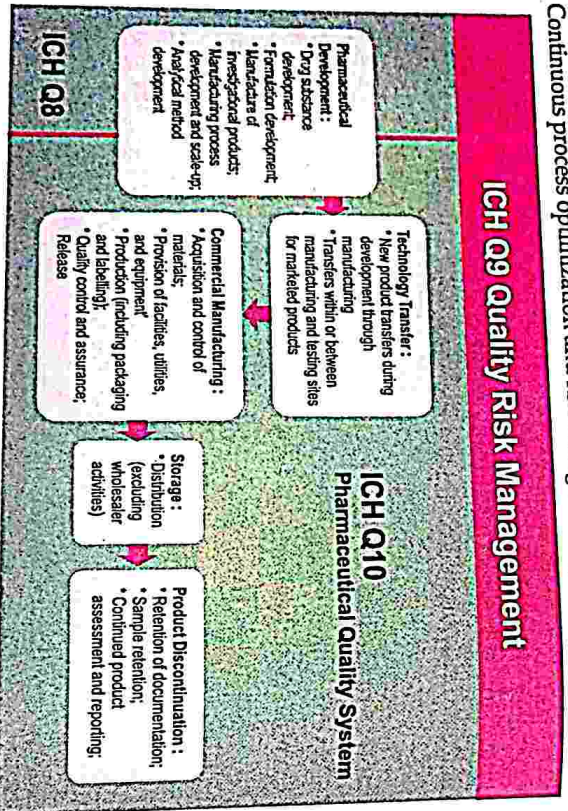 Continuous process optimization and
ICH Q9 Quality Risk Management
Pharmaceutical
Development :
• Drug substance
development;
• Formulation development;
• Manufacture of
investigational products;
• Manufacturing process
development and scale-up;
• Analytical method
development
ICH Q8
Technology Transfer :
• New product transfers during
development through
manufacturing
• Transfers within or between
manufacturing and testing sites
for marketed products
Commercial Manufacturing :
• Acquisition and control of
materials;
• Provision of facilities, utilities,
and equipment'
• Production (including packaging
and labelling);
• Quality control and assurance;
Release
ICH Q10
Pharmaceutical Quality System
Storage :
• Distribution
(excluding
wholesaler
activities)
Product Discontinuation :
• Retention of documentation;
• Sample retention;
• Continued product
assessment and reporting;